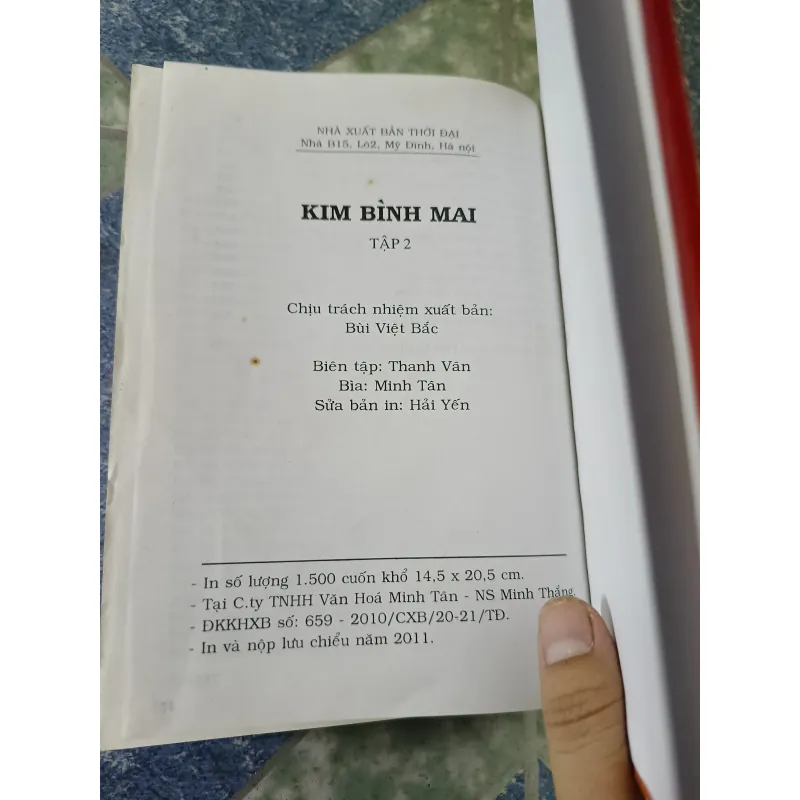 NHÀ XUẤT BẢN THỜI ĐẠI
Nhà B15, Lô2, Mỹ Đình, Hà nội
KIM BÌNH MAI
TẬP 2
Chịu trách nhiệm xuất bản:
Bùi Việt Bắc
Biên tập: Thanh Vân
Bìa: Minh Tân
Sửa bản in: Hải Yến
- In số lượng 1.500 cuốn khổ 14,5 x 20,5 cm.
- Tại C.ty TNHH Văn Hoá Minh Tân - NS Minh Thắng.
- ĐKKHXB số: 659 - 2010/CXB/20-21/TĐ.
- In và nộp lưu chiểu năm 2011.